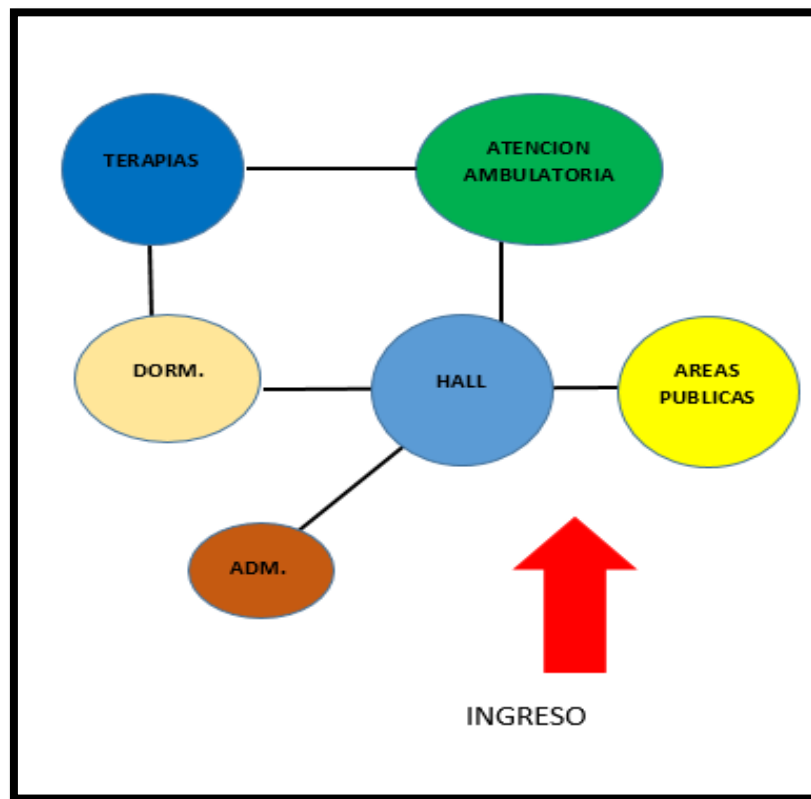 TERAPIAS
ATENCION
AMBULATORIA
DORM.
HALL
AREAS
PUBLICAS
ADM.
INGRESO